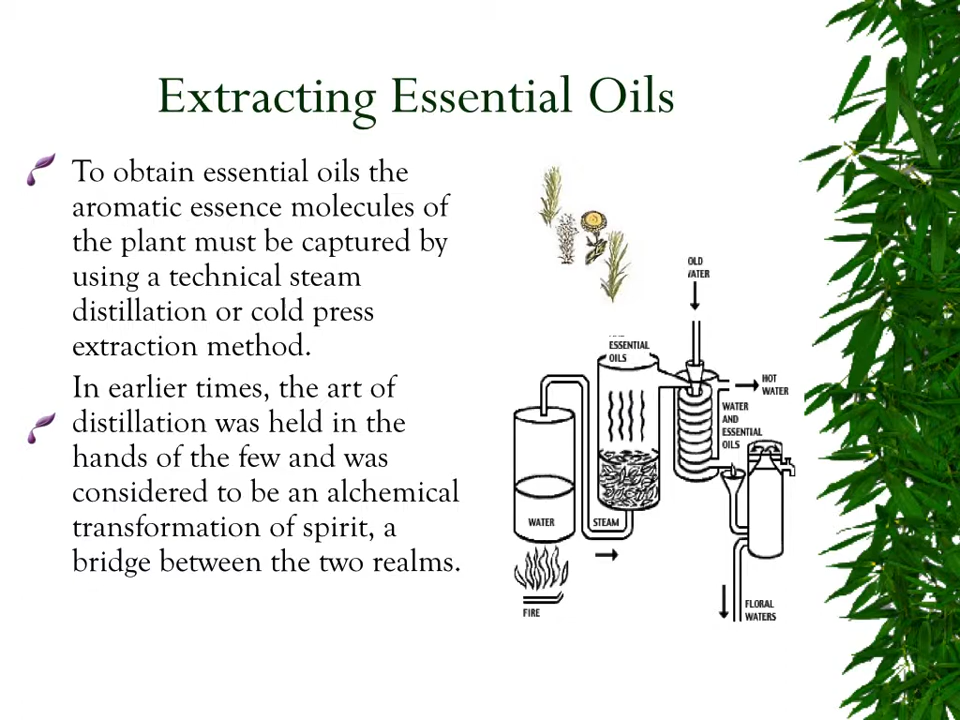 Extracting Essential Oils
To obtain essential oils the
aromatic essence molecules of
the plant must be captured by
using a technical steam
distillation or cold press
extraction method.
In earlier times, the art of
distillation was held in the
hands of the few and was
considered to be an alchemical
transformation of spirit, a
bridge between the two realms.
OLD
ATER
ESSENTIAL
OILS
HOT
WATER
WATER
AND
ESSENTIAL
OILS
WATER
STEAM
FIRE
FLORAL
WATERS